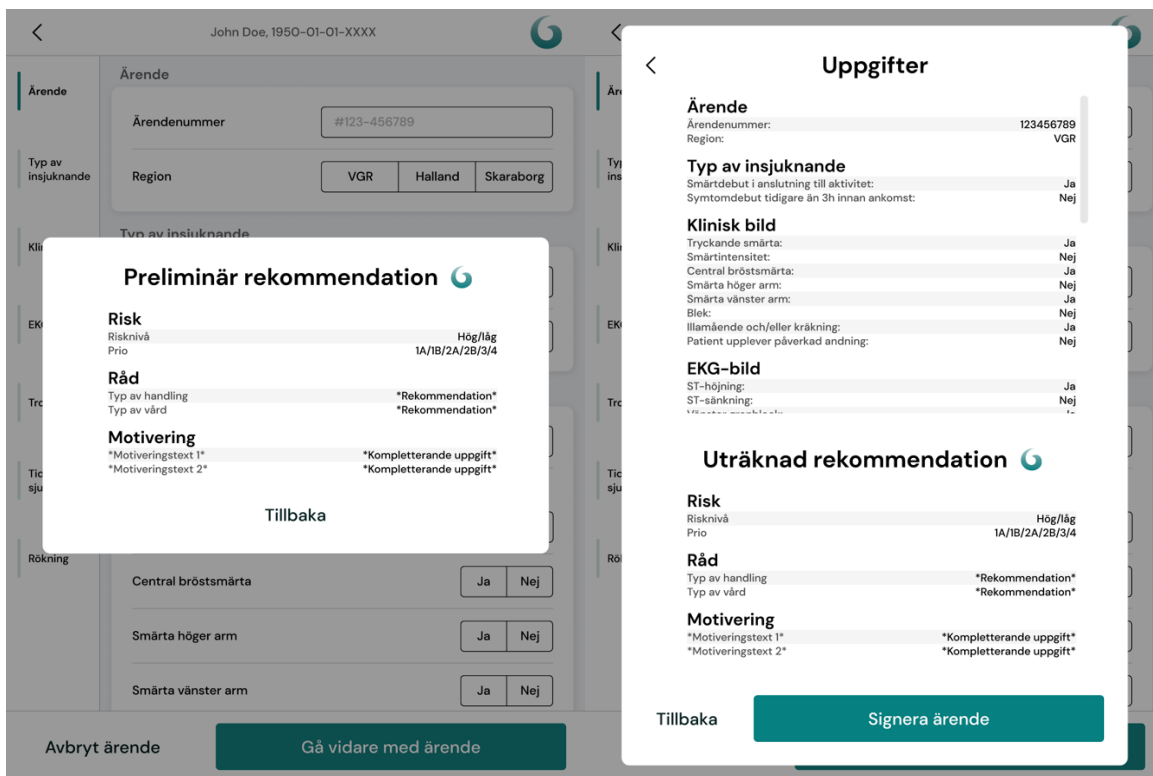 John Doe, 1950-01-01-XXXX
Ärende
Ärende
Ärendenummer
#123-456789
Typ av
insjuknande
Region
VGR
Halland
Skaraborg
Typ av insjuknande
Preliminär rekommendation
Risk
Risknivå
Hög/låg
Prio
1A/1B/2A/2B/3/4
Råd
Typ av handling
*Rekommendation*
Typ av vård
*Rekommendation*
Motivering
*Motiveringstext 1*
*Kompletterande uppgift*
*Motiveringstext 2*
*Kompletterande uppgift*
Tillbaka
Rökning
Central bröstsmärta
Ja
Nej
Smärta höger arm
Ja
Nej
Smärta vänster arm
Ja
Nej
Avbryt ärende
Gå vidare med ärende
Uppgifter
Ärende
Ärendenummer:
123456789
Region:
VGR
Typ av insjuknande
Smärtdebut i anslutning till aktivitet:
Ja
Symtomdebut tidigare än 3h innan ankomst:
Nej
Klinisk bild
Tryckande smärta:
Ja
Smärtintensitet:
Nej
Central bröstsmärta:
Ja
Smärta höger arm:
Nej
Smärta vänster arm:
Ja
Blek:
Nej
Illamående och/eller kräkning:
Ja
Patient upplever påverkad andning:
Nej
EKG-bild
ST-höjning:
Ja
ST-sänkning:
Nej
Uträknad rekommendation
Risk
Risknivå
Hög/låg
Prio
1A/1B/2A/2B/3/4
Råd
Typ av handling
*Rekommendation*
Typ av vård
*Rekommendation*
Motivering
*Motiveringstext 1*
*Kompletterande uppgift*
*Motiveringstext 2*
*Kompletterande uppgift*
Tillbaka
Signera ärende